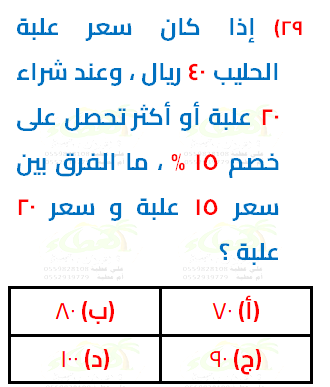 ٢٩) إذا كان سعر علبة
الحليب ٤٠ ريال ، وعند شراء
٢٠ علبة أو أكثر تحصل على
خصم ١٥ % ، ما الفرق بين
سعر ١٥ علبة و سعر ٢٠
علبة ؟
(أ) ٧٠ (ب) ٨٠
(ج) ٩٠ (د) ١٠٠